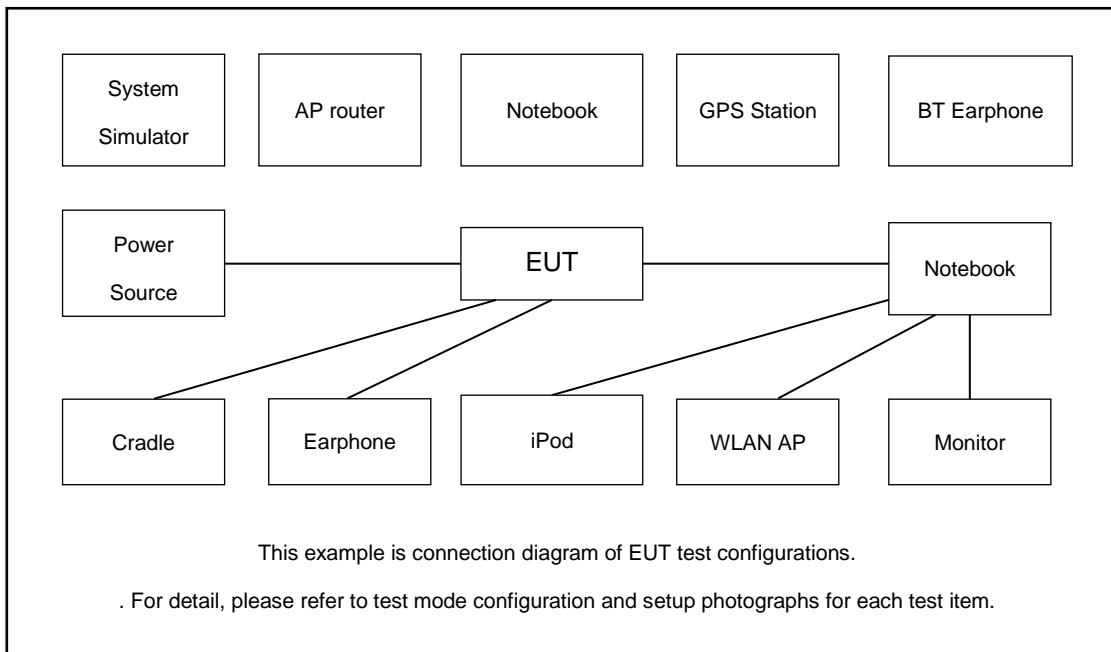 System
Simulator
AP router
Notebook
GPS Station
BT Earphone
Power
Source
EUT
Notebook
Cradle
Earphone
iPod
WLAN AP
Monitor
This example is connection diagram of EUT test configurations.
. For detail, please refer to test mode configuration and setup photographs for each test item.